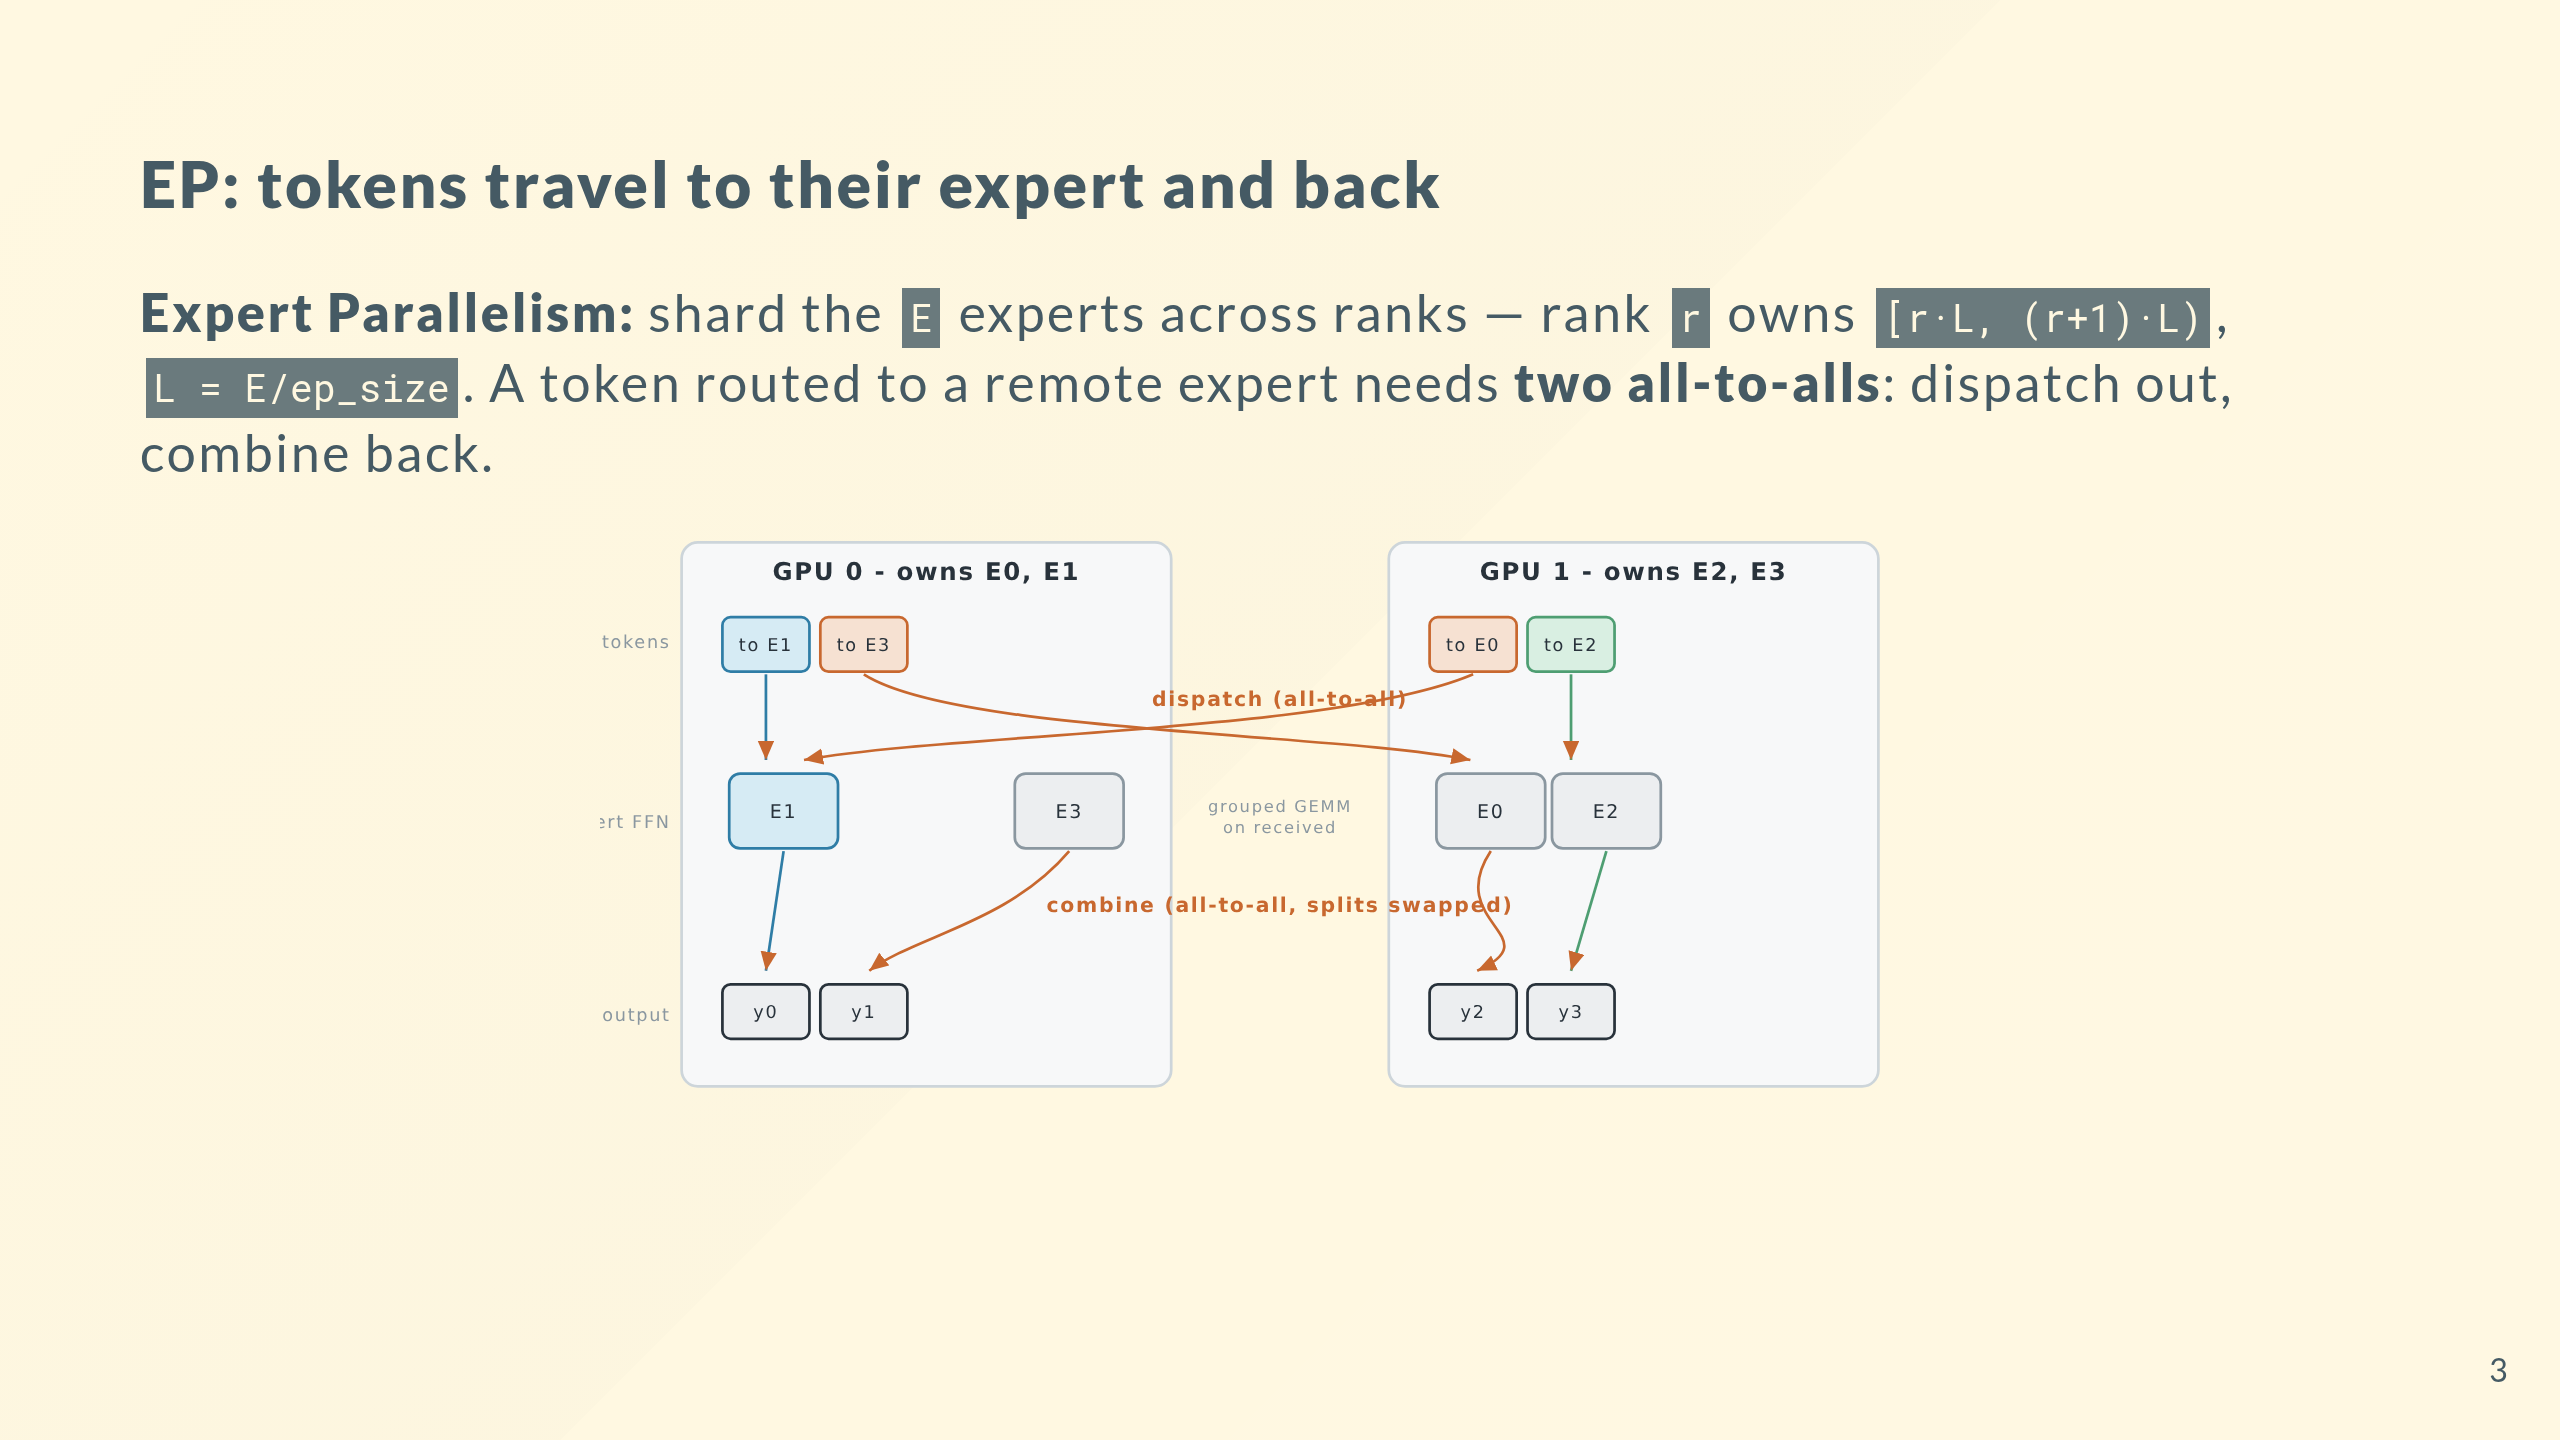 EP: tokens travel to their expert and back
Expert Parallelism: shard the E experts across ranks — rank r owns [r·L, (r+1)·L),
L = E/ep_size. A token routed to a remote expert needs two all-to-alls: dispatch out,
combine back.
GPU 0 - owns E0, E1
GPU 1 - owns E2, E3
tokens
to E1
to E3
to E0
to E2
dispatch (all-to-all)
FFN
E1
E3
grouped GEMM
on received
E0
E2
combine (all-to-all, splits swapped)
output
y0
y1
y2
y3
3